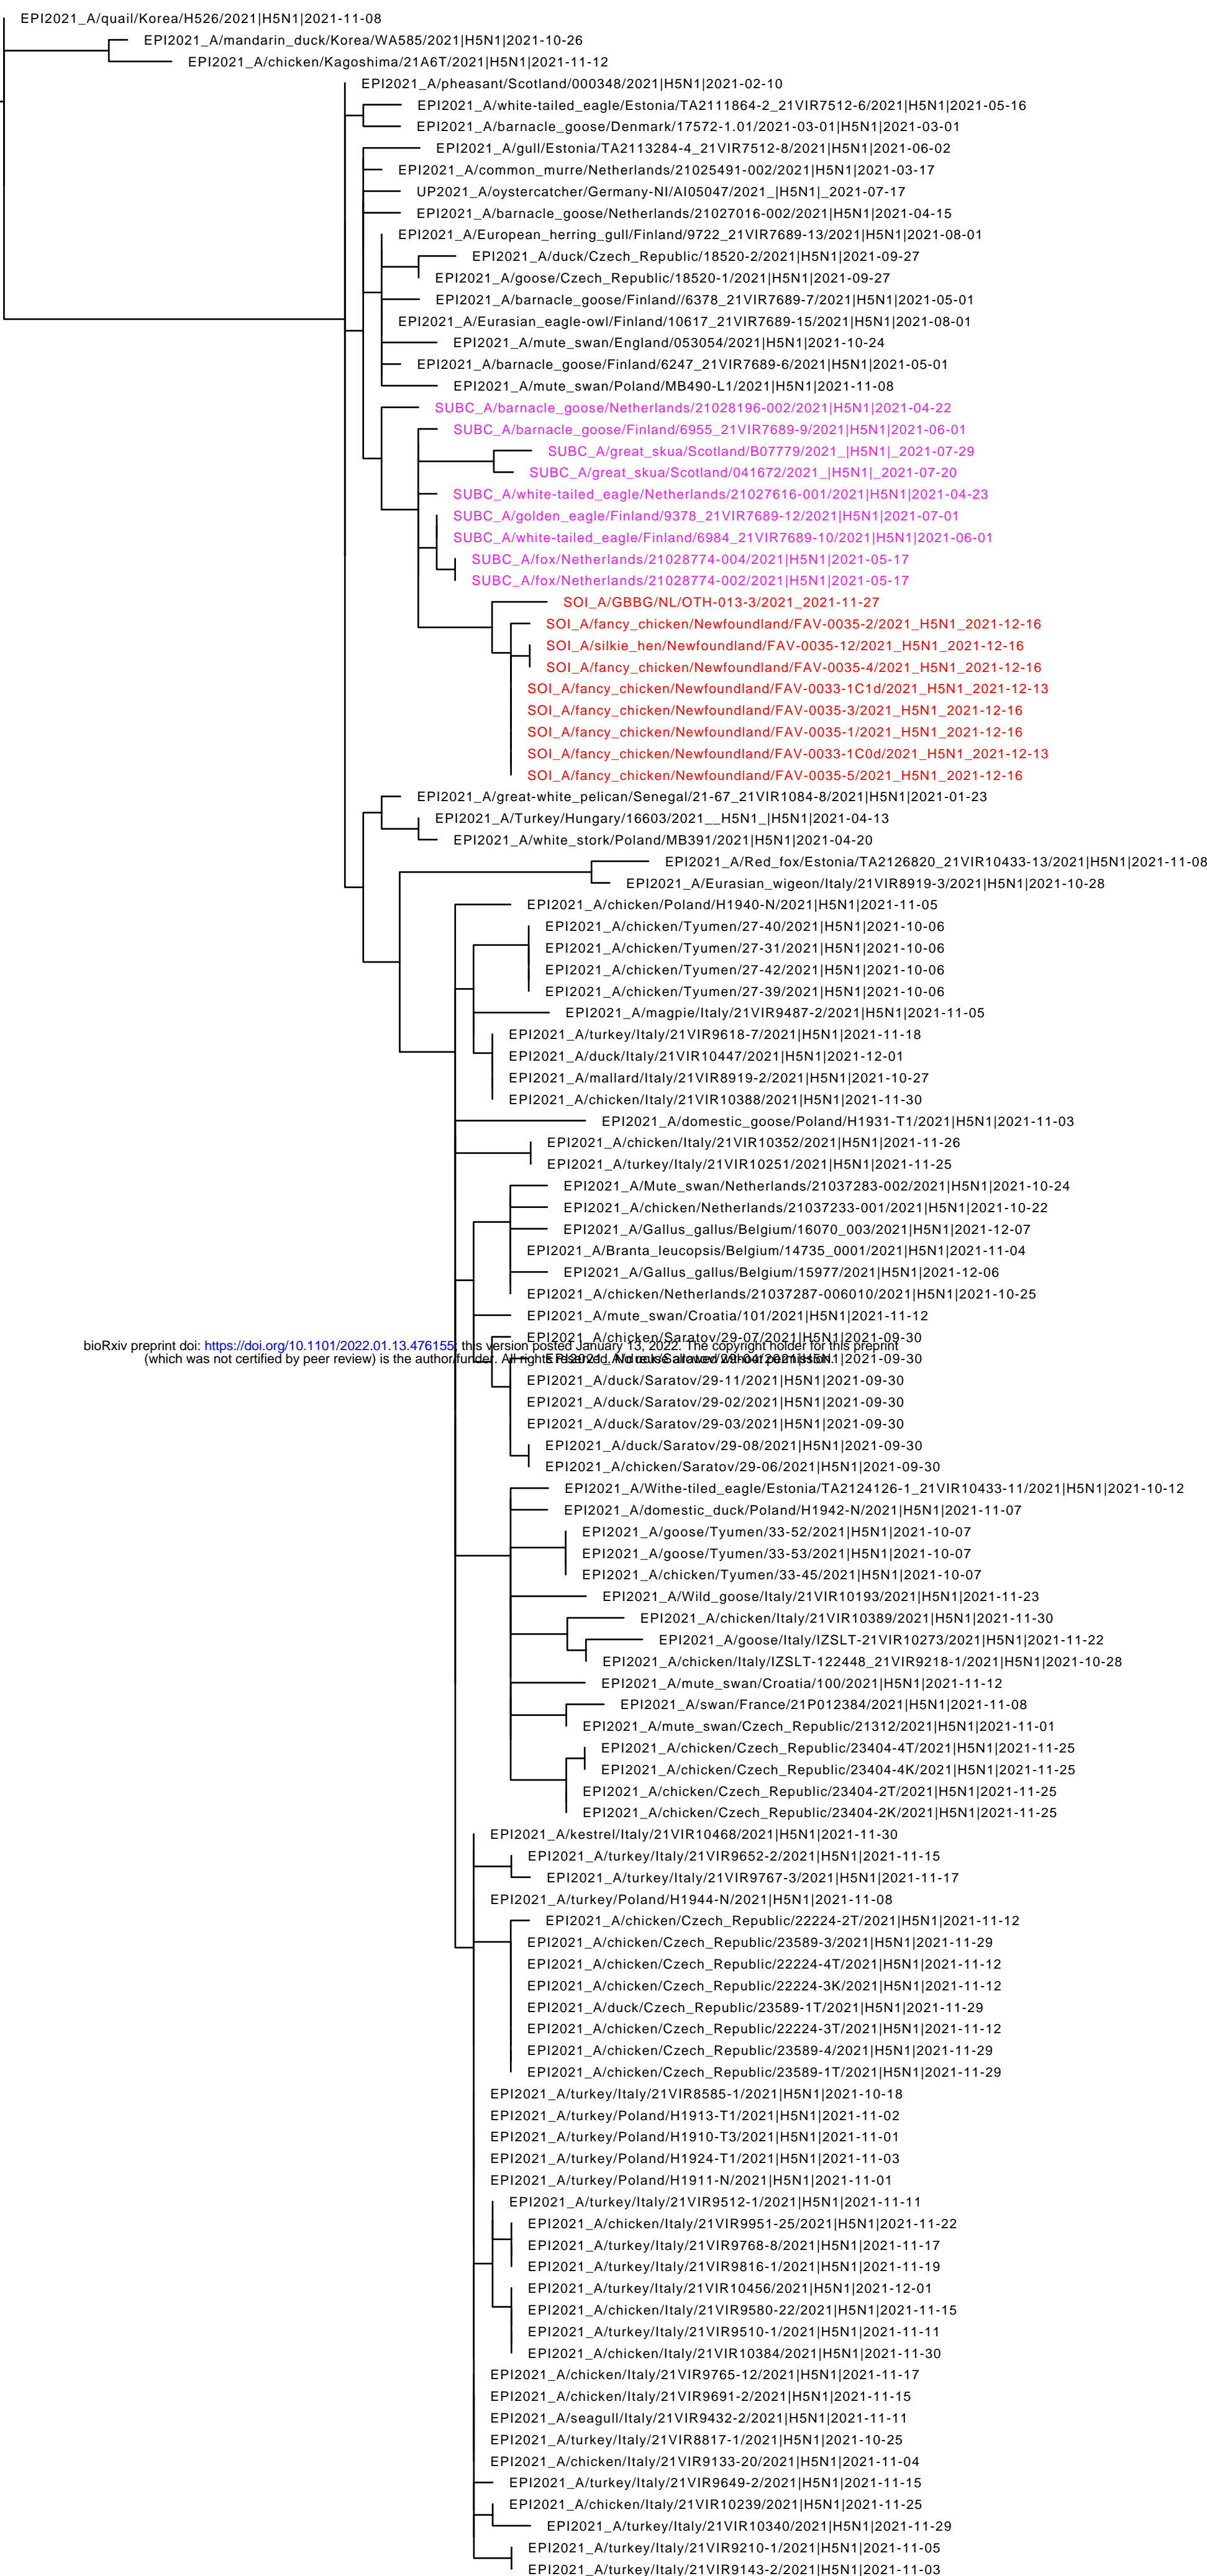 EPI2021_A/quail/Korea/H526/2021|H5N1|2021-11-08
EPI2021_A/mandarin_duck/Korea/WA585/2021|H5N1|2021-10-26
EPI2021_A/chicken/Kagoshima/21A6T/2021|H5N1|2021-11-12
EPI2021_A/pheasant/Scotland/000348/2021|H5N1|2021-02-10
EPI2021_A/white-tailed_eagle/Estonia/TA2111864-2_21VIR7512-6/2021|H5N1|2021-05-16
EPI2021_A/barnacle_goose/Denmark/17572-1.01/2021-03-01|H5N1|2021-03-01
EPI2021_A/gull/Estonia/TA2113284-4_21VIR7512-8/2021|H5N1|2021-06-02
EPI2021_A/common_murre/Netherlands/21025491-002/2021|H5N1|2021-03-17
UP2021_A/oystercatcher/Germany-NI/AI05047/2021_|H5N1|_2021-07-17
EPI2021_A/barnacle_goose/Netherlands/21027016-002/2021|H5N1|2021-04-15
EPI2021_A/European_herring_gull/Finland/9722_21VIR7689-13/2021|H5N1|2021-08-01
EPI2021_A/duck/Czech_Republic/18520-2/2021|H5N1|2021-09-27
EPI2021_A/goose/Czech_Republic/18520-1/2021|H5N1|2021-09-27
EPI2021_A/barnacle_goose/Finland//6378_21VIR7689-7/2021|H5N1|2021-05-01
EPI2021_A/Eurasian_eagle-owl/Finland/10617_21VIR7689-15/2021|H5N1|2021-08-01
EPI2021_A/mute_swan/England/053054/2021|H5N1|2021-10-24
EPI2021_A/barnacle_goose/Finland/6247_21VIR7689-6/2021|H5N1|2021-05-01
EPI2021_A/mute_swan/Poland/MB490-L1/2021|H5N1|2021-11-08
SUBC_A/barnacle_goose/Netherlands/21028196-002/2021|H5N1|2021-04-22
SUBC_A/barnacle_goose/Finland/6955_21VIR7689-9/2021|H5N1|2021-06-01
SUBC_A/great_skua/Scotland/B07779/2021_|H5N1|_2021-07-29
SUBC_A/great_skua/Scotland/041672/2021_|H5N1|_2021-07-20
SUBC_A/white-tailed_eagle/Netherlands/21027616-001/2021|H5N1|2021-04-23
SUBC_A/golden_eagle/Finland/9378_21VIR7689-12/2021|H5N1|2021-07-01
SUBC_A/white-tailed_eagle/Finland/6984_21VIR7689-10/2021|H5N1|2021-06-01
SUBC_A/fox/Netherlands/21028774-004/2021|H5N1|2021-05-17
SUBC_A/fox/Netherlands/21028774-002/2021|H5N1|2021-05-17
SOI_A/GBBG/NL/OTH-013-3/2021_2021-11-27
SOI_A/fancy_chicken/Newfoundland/FAV-0035-2/2021_H5N1_2021-12-16
SOI_A/silkie_hen/Newfoundland/FAV-0035-12/2021_H5N1_2021-12-16
SOI_A/fancy_chicken/Newfoundland/FAV-0035-4/2021_H5N1_2021-12-16
SOI_A/fancy_chicken/Newfoundland/FAV-0033-1C1d/2021_H5N1_2021-12-13
SOI_A/fancy_chicken/Newfoundland/FAV-0035-3/2021_H5N1_2021-12-16
SOI_A/fancy_chicken/Newfoundland/FAV-0035-1/2021_H5N1_2021-12-16
SOI_A/fancy_chicken/Newfoundland/FAV-0033-1C0d/2021_H5N1_2021-12-13
SOI_A/fancy_chicken/Newfoundland/FAV-0035-5/2021_H5N1_2021-12-16
EPI2021_A/great-white_pelican/Senegal/21-67_21VIR1084-8/2021|H5N1|2021-01-23
EPI2021_A/Turkey/Hungary/16603/2021__H5N1_|H5N1|2021-04-13
EPI2021_A/white_stork/Poland/MB391/2021|H5N1|2021-04-20
EPI2021_A/Red_fox/Estonia/TA2126820_21VIR10433-13/2021|H5N1|2021-11-08
EPI2021_A/Eurasian_wigeon/Italy/21VIR8919-3/2021|H5N1|2021-10-28
EPI2021_A/chicken/Poland/H1940-N/2021|H5N1|2021-11-05
EPI2021_A/chicken/Tyumen/27-40/2021|H5N1|2021-10-06
EPI2021_A/chicken/Tyumen/27-31/2021|H5N1|2021-10-06
EPI2021_A/chicken/Tyumen/27-42/2021|H5N1|2021-10-06
EPI2021_A/chicken/Tyumen/27-39/2021|H5N1|2021-10-06
EPI2021_A/magpie/Italy/21VIR9487-2/2021|H5N1|2021-11-05
EPI2021_A/turkey/Italy/21VIR9618-7/2021|H5N1|2021-11-18
EPI2021_A/duck/Italy/21VIR10447/2021|H5N1|2021-12-01
EPI2021_A/mallard/Italy/21VIR8919-2/2021|H5N1|2021-10-27
EPI2021_A/chicken/Italy/21VIR10388/2021|H5N1|2021-11-30
EPI2021_A/domestic_goose/Poland/H1931-T1/2021|H5N1|2021-11-03
EPI2021_A/chicken/Italy/21VIR10352/2021|H5N1|2021-11-26
EPI2021_A/turkey/Italy/21VIR10251/2021|H5N1|2021-11-25
EPI2021_A/Mute_swan/Netherlands/21037283-002/2021|H5N1|2021-10-24
EPI2021_A/chicken/Netherlands/21037233-001/2021|H5N1|2021-10-22
EPI2021_A/Gallus_gallus/Belgium/16070_003/2021|H5N1|2021-12-07
EPI2021_A/Branta_leucopsis/Belgium/14735_0001/2021|H5N1|2021-11-04
EPI2021_A/Gallus_gallus/Belgium/15977/2021|H5N1|2021-12-06
EPI2021_A/chicken/Netherlands/21037287-006010/2021|H5N1|2021-10-25
EPI2021_A/mute_swan/Croatia/101/2021|H5N1|2021-11-12
EPI2021_A/chicken/Saratov/29-07/2021|H5N1|2021-09-30
bioRxiv preprint doi: https://doi.org/10.1101/2022.01.13.476155; this version posted January 13, 2022. The copyright holder for this preprint
(which was not certified by peer review) is the author/funder. All rights reserved. No reuse allowed without permission.
EPI2021_A/duck/Saratov/29-04/2021|H5N1|2021-09-30
EPI2021_A/duck/Saratov/29-11/2021|H5N1|2021-09-30
EPI2021_A/duck/Saratov/29-02/2021|H5N1|2021-09-30
EPI2021_A/duck/Saratov/29-03/2021|H5N1|2021-09-30
EPI2021_A/duck/Saratov/29-08/2021|H5N1|2021-09-30
EPI2021_A/chicken/Saratov/29-06/2021|H5N1|2021-09-30
EPI2021_A/Withe-tiled_eagle/Estonia/TA2124126-1_21VIR10433-11/2021|H5N1|2021-10-12
EPI2021_A/domestic_duck/Poland/H1942-N/2021|H5N1|2021-11-07
EPI2021_A/goose/Tyumen/33-52/2021|H5N1|2021-10-07
EPI2021_A/goose/Tyumen/33-53/2021|H5N1|2021-10-07
EPI2021_A/chicken/Tyumen/33-45/2021|H5N1|2021-10-07
EPI2021_A/Wild_goose/Italy/21VIR10193/2021|H5N1|2021-11-23
EPI2021_A/chicken/Italy/21VIR10389/2021|H5N1|2021-11-30
EPI2021_A/goose/Italy/IZSLT-21VIR10273/2021|H5N1|2021-11-22
EPI2021_A/chicken/Italy/IZSLT-122448_21VIR9218-1/2021|H5N1|2021-10-28
EPI2021_A/mute_swan/Croatia/100/2021|H5N1|2021-11-12
EPI2021_A/swan/France/21P012384/2021|H5N1|2021-11-08
EPI2021_A/mute_swan/Czech_Republic/21312/2021|H5N1|2021-11-01
EPI2021_A/chicken/Czech_Republic/23404-4T/2021|H5N1|2021-11-25
EPI2021_A/chicken/Czech_Republic/23404-4K/2021|H5N1|2021-11-25
EPI2021_A/chicken/Czech_Republic/23404-2T/2021|H5N1|2021-11-25
EPI2021_A/chicken/Czech_Republic/23404-2K/2021|H5N1|2021-11-25
EPI2021_A/kestrel/Italy/21VIR10468/2021|H5N1|2021-11-30
EPI2021_A/turkey/Italy/21VIR9652-2/2021|H5N1|2021-11-15
EPI2021_A/turkey/Italy/21VIR9767-3/2021|H5N1|2021-11-17
EPI2021_A/turkey/Poland/H1944-N/2021|H5N1|2021-11-08
EPI2021_A/chicken/Czech_Republic/22224-2T/2021|H5N1|2021-11-12
EPI2021_A/chicken/Czech_Republic/23589-3/2021|H5N1|2021-11-29
EPI2021_A/chicken/Czech_Republic/22224-4T/2021|H5N1|2021-11-12
EPI2021_A/chicken/Czech_Republic/22224-3K/2021|H5N1|2021-11-12
EPI2021_A/duck/Czech_Republic/23589-1T/2021|H5N1|2021-11-29
EPI2021_A/chicken/Czech_Republic/22224-3T/2021|H5N1|2021-11-12
EPI2021_A/chicken/Czech_Republic/23589-4/2021|H5N1|2021-11-29
EPI2021_A/chicken/Czech_Republic/23589-1T/2021|H5N1|2021-11-29
EPI2021_A/turkey/Italy/21VIR8585-1/2021|H5N1|2021-10-18
EPI2021_A/turkey/Poland/H1913-T1/2021|H5N1|2021-11-02
EPI2021_A/turkey/Poland/H1910-T3/2021|H5N1|2021-11-01
EPI2021_A/turkey/Poland/H1924-T1/2021|H5N1|2021-11-03
EPI2021_A/turkey/Poland/H1911-N/2021|H5N1|2021-11-01
EPI2021_A/turkey/Italy/21VIR9512-1/2021|H5N1|2021-11-11
EPI2021_A/chicken/Italy/21VIR9951-25/2021|H5N1|2021-11-22
EPI2021_A/turkey/Italy/21VIR9768-8/2021|H5N1|2021-11-17
EPI2021_A/turkey/Italy/21VIR9816-1/2021|H5N1|2021-11-19
EPI2021_A/turkey/Italy/21VIR10456/2021|H5N1|2021-12-01
EPI2021_A/chicken/Italy/21VIR9580-22/2021|H5N1|2021-11-15
EPI2021_A/turkey/Italy/21VIR9510-1/2021|H5N1|2021-11-11
EPI2021_A/chicken/Italy/21VIR10384/2021|H5N1|2021-11-30
EPI2021_A/chicken/Italy/21VIR9765-12/2021|H5N1|2021-11-17
EPI2021_A/chicken/Italy/21VIR9691-2/2021|H5N1|2021-11-15
EPI2021_A/seagull/Italy/21VIR9432-2/2021|H5N1|2021-11-11
EPI2021_A/turkey/Italy/21VIR8817-1/2021|H5N1|2021-10-25
EPI2021_A/chicken/Italy/21VIR9133-20/2021|H5N1|2021-11-04
EPI2021_A/turkey/Italy/21VIR9649-2/2021|H5N1|2021-11-15
EPI2021_A/chicken/Italy/21VIR10239/2021|H5N1|2021-11-25
EPI2021_A/turkey/Italy/21VIR10340/2021|H5N1|2021-11-29
EPI2021_A/turkey/Italy/21VIR9210-1/2021|H5N1|2021-11-05
EPI2021_A/turkey/Italy/21VIR9143-2/2021|H5N1|2021-11-03